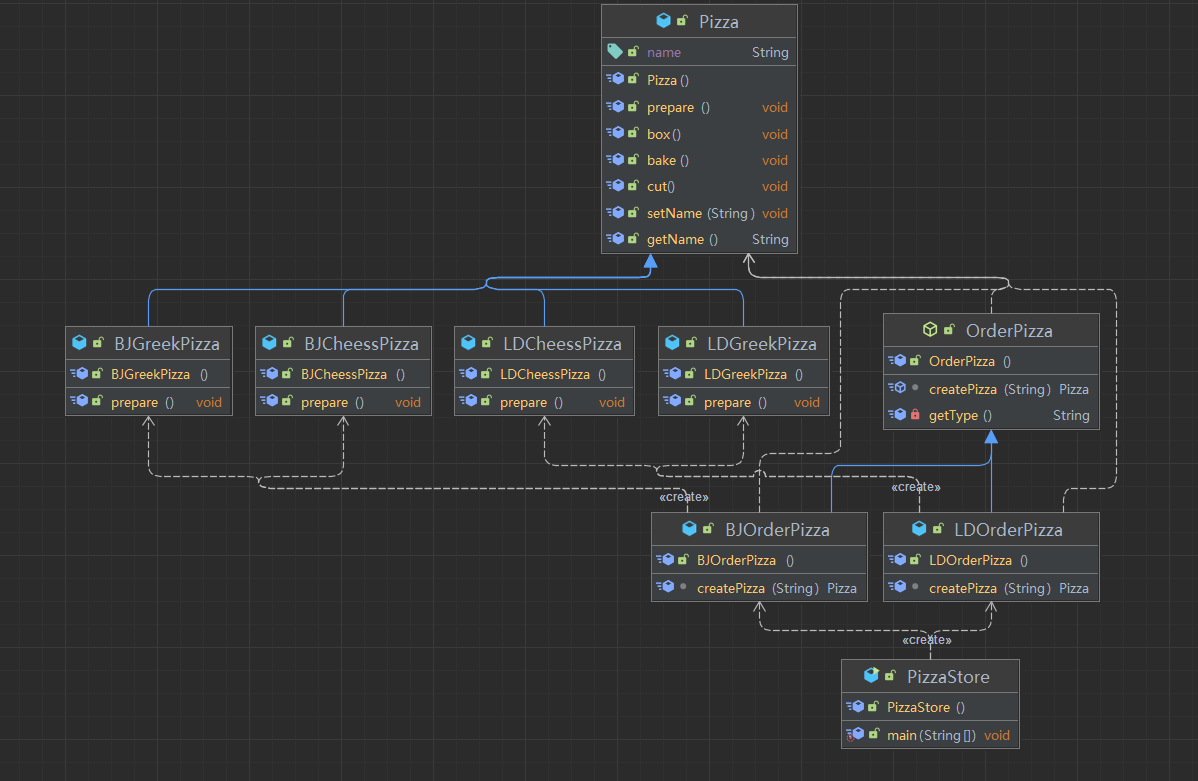 Pizza
name String
Pizza ()
prepare () void
box() void
bake () void
cut() void
setName (String ) void
getName () String
BJGreekPizza
BJGreekPizza ()
prepare () void
BJCheessPizza
BJCheessPizza ()
prepare () void
LDCheessPizza
LDCheessPizza ()
prepare () void
LDGreekPizza
LDGreekPizza ()
prepare () void
OrderPizza
OrderPizza ()
createPizza (String) Pizza
getType () String
«create»
«create»
BJOrderPizza
BJOrderPizza ()
createPizza (String) Pizza
LDOrderPizza
LDOrderPizza ()
createPizza (String) Pizza
«create»
PizzaStore
PizzaStore ()
main(String[]) void